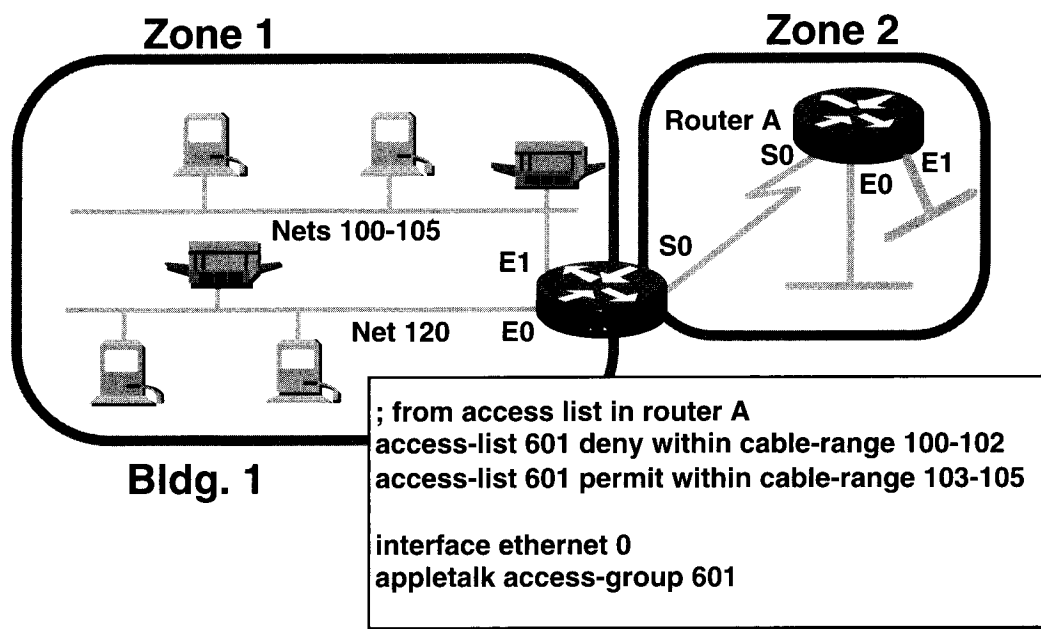 Zone 1
Zone 2
Router A
S0
E1
E0
Nets 100-105
S0
E1
Net 120
E0
; from access list in router A
access-list 601 deny within cable-range 100-102
access-list 601 permit within cable-range 103-105
interface ethernet 0
appletalk access-group 601
Bldg. 1